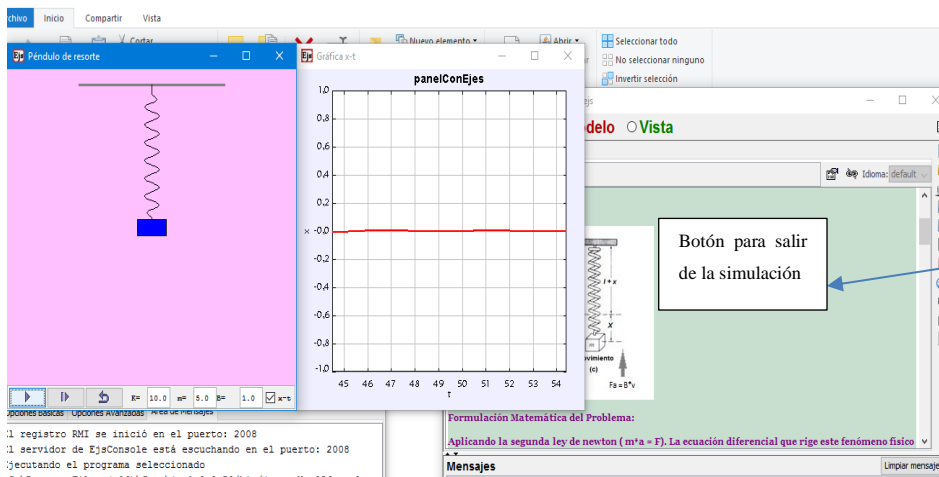 Archivo Inicio Compartir Vista
Cortar
Nuevo elemento
Abrir
Seleccionar todo
No seleccionar ninguno
Invertir selección
Péndulo de resorte
Gráfica x-t
panelConEjes
1,0
0,8
0,6
0,4
0,2
x -0,0
-0,2
-0,4
-0,6
-0,8
-1,0
45 46 47 48 49 50 51 52 53 54
t
K= 10.0 m= 5.0 B= 1.0 x-t
ejs
delo Vista
Idioma: default
l + x
x
m
ovimiento
(c)
Fa = B*v
Botón para salir
de la simulación
Formulación Matemática del Problema:
Aplicando la segunda ley de newton ( m*a = F). La ecuación diferencial que rige este fenómeno físico
Mensajes
Limpiar mensaje
Opciones Básicas Opciones Avanzadas Área de Mensajes
El registro RMI se inició en el puerto: 2008
El servidor de EjsConsole está escuchando en el puerto: 2008
Ejecutando el programa seleccionado